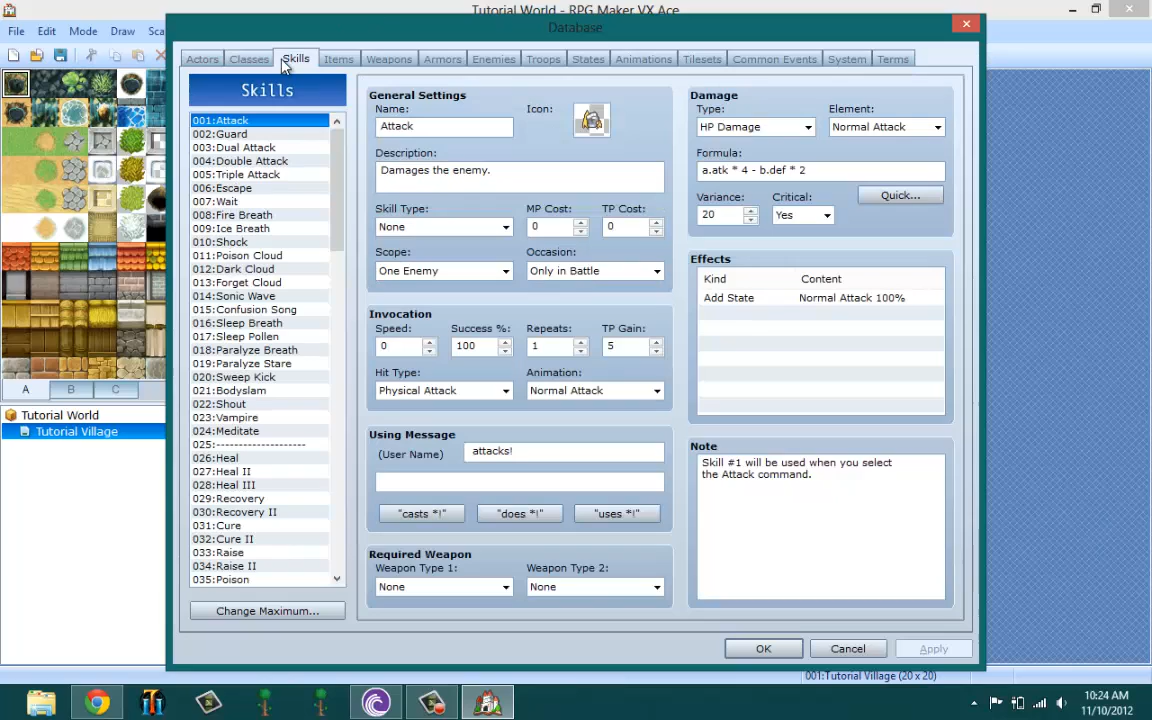 Tutorial World - RPG Maker VX Ace
Database
File Edit Mode Draw Sca
Actors Classes Skills Items Weapons Armors Enemies Troops States Animations Tilesets Common Events System Terms
Skills
001:Attack
002:Guard
003:Dual Attack
004:Double Attack
005:Triple Attack
006:Escape
007:Wait
008:Fire Breath
009:Ice Breath
010:Shock
011:Poison Cloud
012:Dark Cloud
013:Forget Cloud
014:Sonic Wave
015:Confusion Song
016:Sleep Breath
017:Sleep Pollen
018:Paralyze Breath
019:Paralyze Stare
020:Sweep Kick
021:Bodyslam
022:Shout
023:Vampire
024:Meditate
025:--------------------
026:Heal
027:Heal II
028:Heal III
029:Recovery
030:Recovery II
031:Cure
032:Cure II
033:Raise
034:Raise II
035:Poison
Change Maximum...
General Settings
Name: Icon:
Attack
Description:
Damages the enemy.
Skill Type: MP Cost: TP Cost:
None 0 0
Scope: Occasion:
One Enemy Only in Battle
Invocation
Speed: Success %: Repeats: TP Gain:
0 100 1 5
Hit Type: Animation:
Physical Attack Normal Attack
Using Message
(User Name) attacks!
"casts *!" "does *!" "uses *!"
Required Weapon
Weapon Type 1: Weapon Type 2:
None None
Damage
Type: Element:
HP Damage Normal Attack
Formula:
a.atk * 4 - b.def * 2
Variance: Critical: Quick...
20 Yes
Effects
Kind Content
Add State Normal Attack 100%
Note
Skill #1 will be used when you select
the Attack command.
OK Cancel Apply
A B C
Tutorial World
Tutorial Village
001:Tutorial Village (20 x 20)
10:24 AM
11/10/2012